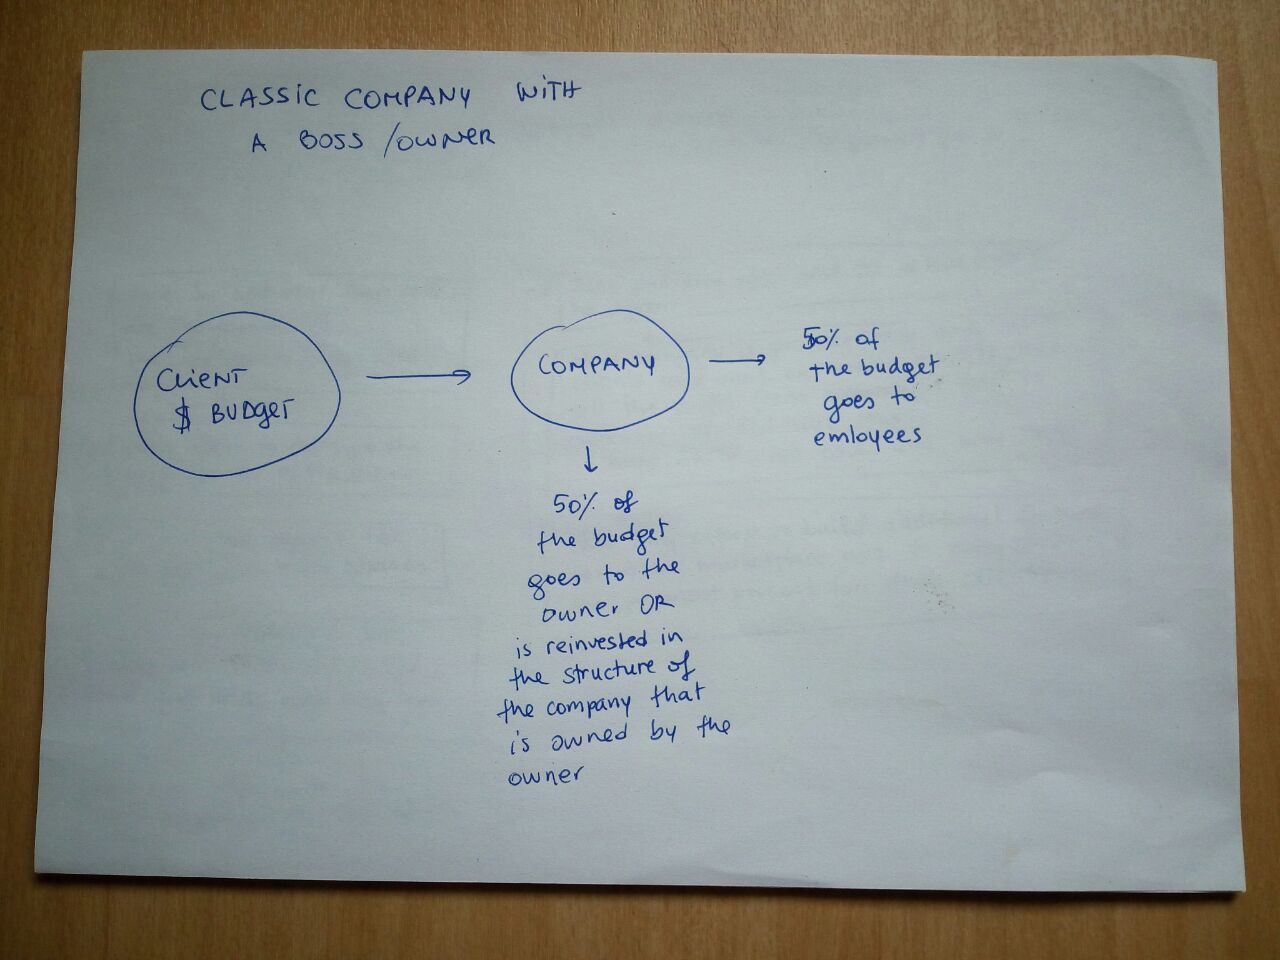 CLASSIC COMPANY WITH
A BOSS / OWNER
CLIENT
$ BUDGET
COMPANY
50% of
the budget
goes to
emloyees
50% of
the budget
goes to the
owner OR
is reinvested in
the structure of
the company that
is owned by the
owner